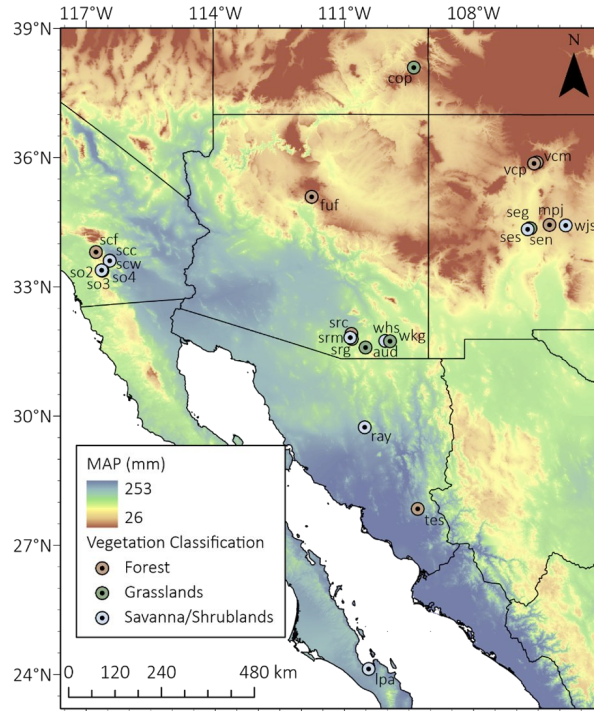 117°W 114°W 111°W 108°W
39°N
N
cop
36°N
vcm
vcp
fuf
seg mpj
wjs
ses sen
scf
scc
scw
so2
so3 so4
33°N
src
whs
srm wkg
srg aud
30°N
ray
MAP (mm)
253
26
Vegetation Classification
Forest
Grasslands
Savanna/Shrublands
tes
27°N
24°N
0 120 240 480 km
lpa